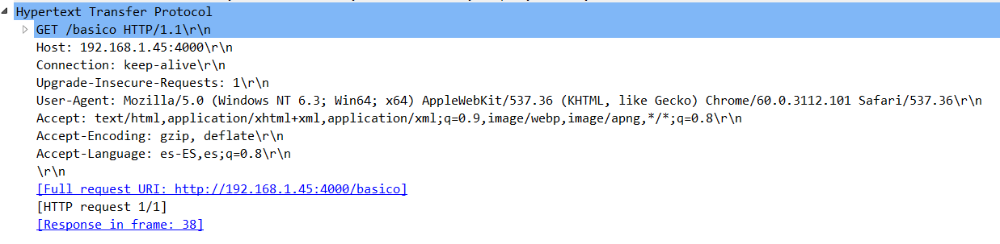 Hypertext Transfer Protocol
GET /basico HTTP/1.1\r\n
Host: 192.168.1.45:4000\r\n
Connection: keep-alive\r\n
Upgrade-Insecure-Requests: 1\r\n
User-Agent: Mozilla/5.0 (Windows NT 6.3; Win64; x64) AppleWebKit/537.36 (KHTML, like Gecko) Chrome/60.0.3112.101 Safari/537.36\r\n
Accept: text/html,application/xhtml+xml,application/xml;q=0.9,image/webp,image/apng,*/*;q=0.8\r\n
Accept-Encoding: gzip, deflate\r\n
Accept-Language: es-ES,es;q=0.8\r\n
\r\n
[Full request URI: http://192.168.1.45:4000/basico]
[HTTP request 1/1]
[Response in frame: 38]